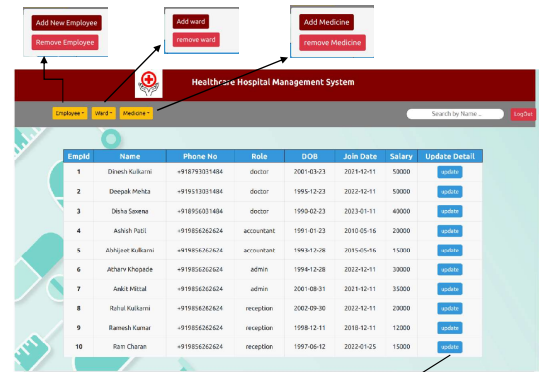 Add New Employee
Remove Employee
Add ward
remove ward
Add Medicine
remove Medicine
Healthcare Hospital Management System
Employee Ward Medicine Search by Name .. LogOut
EmpId Name Phone No Role DOB Join Date Salary Update Detail
1 Dinesh Kulkarni +918793031484 doctor 2001-03-23 2021-12-11 50000 update
2 Deepak Mehta +919513031484 doctor 1995-12-23 2022-12-11 50000 update
3 Disha Saxena +918956031484 doctor 1990-02-23 2023-01-11 40000 update
4 Ashish Patil +919856262624 accountant 1991-01-23 2010-05-16 20000 update
5 Abhijeet Kulkarni +919856262624 accountant 1993-12-28 2015-05-16 15000 update
6 Atharv Khopade +919856262624 admin 1994-12-28 2022-12-11 30000 update
7 Ankit Mittal +919856262624 admin 2001-08-31 2021-12-11 35000 update
8 Rahul Kulkarni +919856262624 reception 2002-09-30 2022-12-11 20000 update
9 Ramesh Kumar +919856262624 reception 1998-12-11 2018-12-11 12000 update
10 Ram Charan +919856262624 reception 1997-06-12 2022-01-25 15000 update